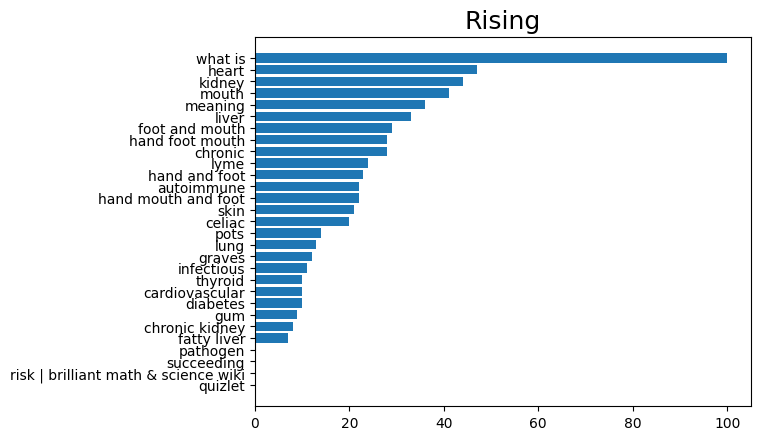 Rising
what is
heart
kidney
mouth
meaning
liver
foot and mouth
hand foot mouth
chronic
lyme
hand and foot
autoimmune
hand mouth and foot
skin
celiac
pots
lung
graves
infectious
thyroid
cardiovascular
diabetes
gum
chronic kidney
fatty liver
pathogen
succeeding
risk | brilliant math & science wiki
quizlet
0 20 40 60 80 100